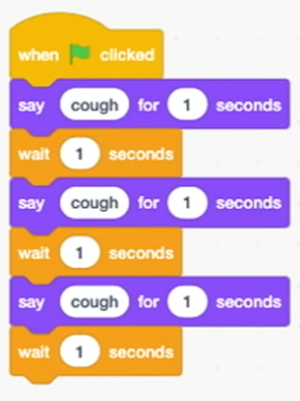 when clicked
say cough for 1 seconds
wait 1 seconds
say cough for 1 seconds
wait 1 seconds
say cough for 1 seconds
wait 1 seconds